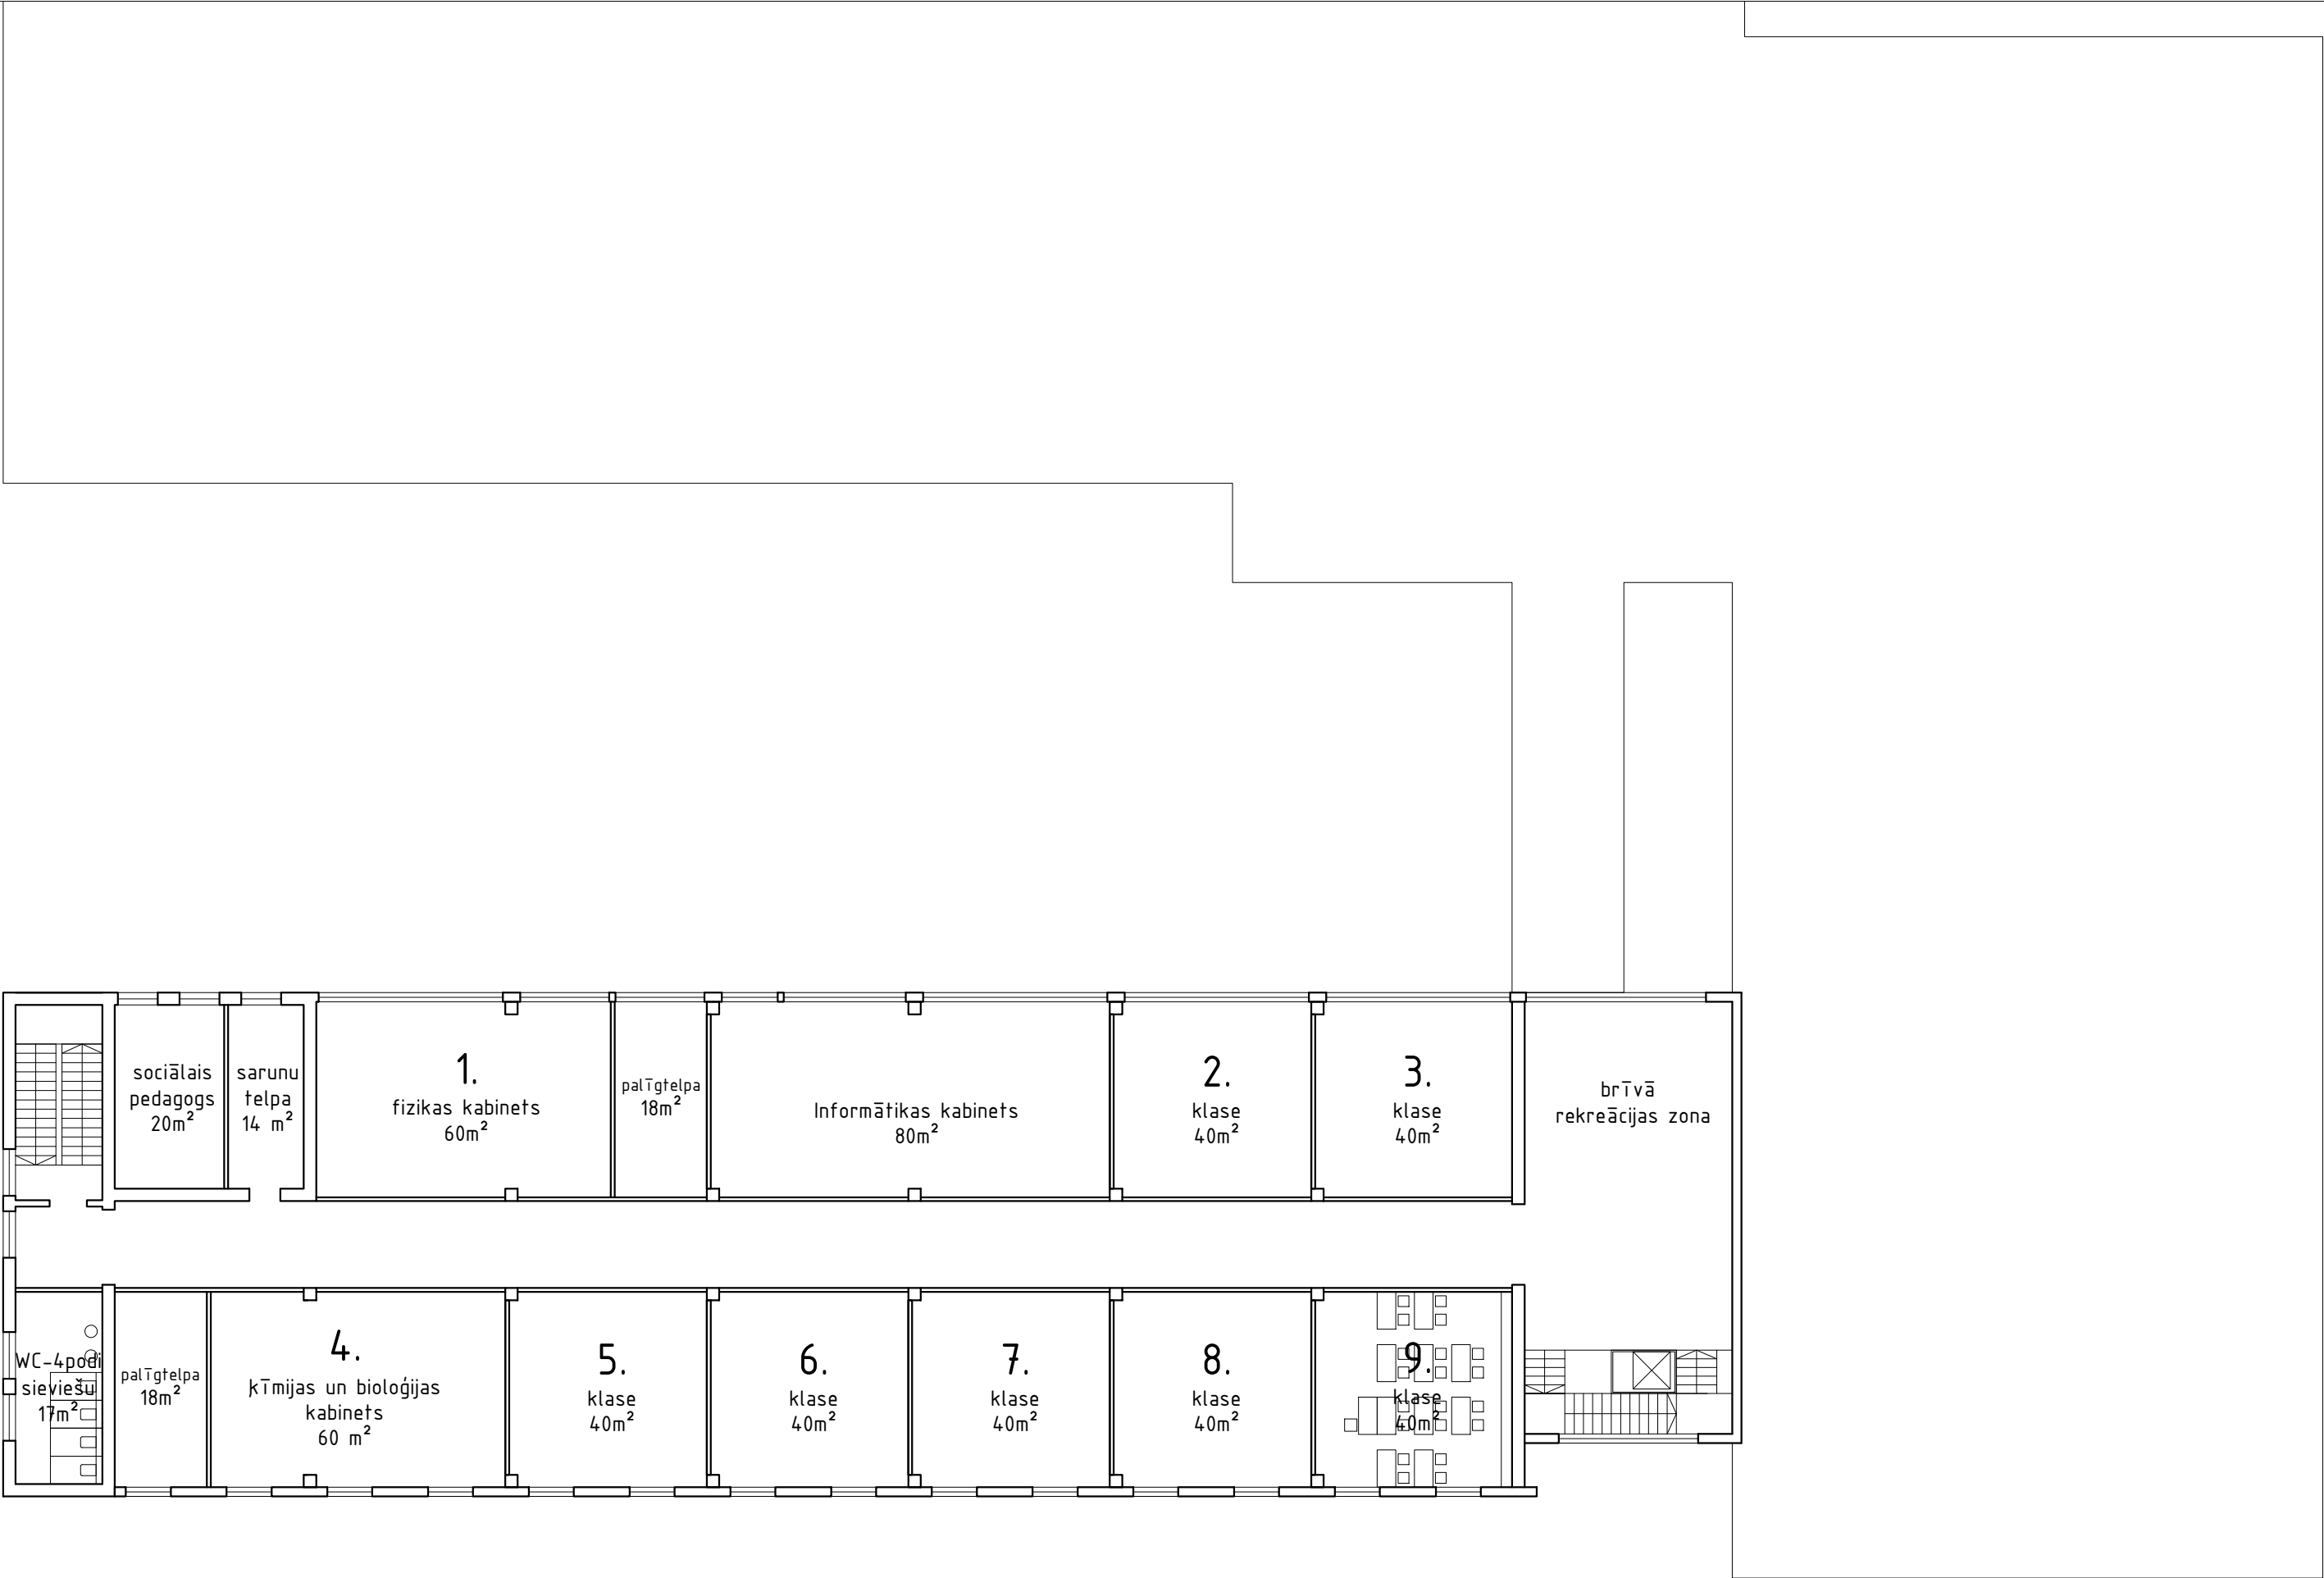 sociālais
pedagogs
20m²
sarunu
telpa
14 m²
1.
fizikas kabinets
60m²
palīgtelpa
18m²
Informātikas kabinets
80m²
2.
klase
40m²
3.
klase
40m²
brīvā
rekreācijas zona
WC-4podi
sieviešu
17m²
palīgtelpa
18m²
4.
ķīmijas un bioloģijas
kabinets
60 m²
5.
klase
40m²
6.
klase
40m²
7.
klase
40m²
8.
klase
40m²
9.
klase
40m²